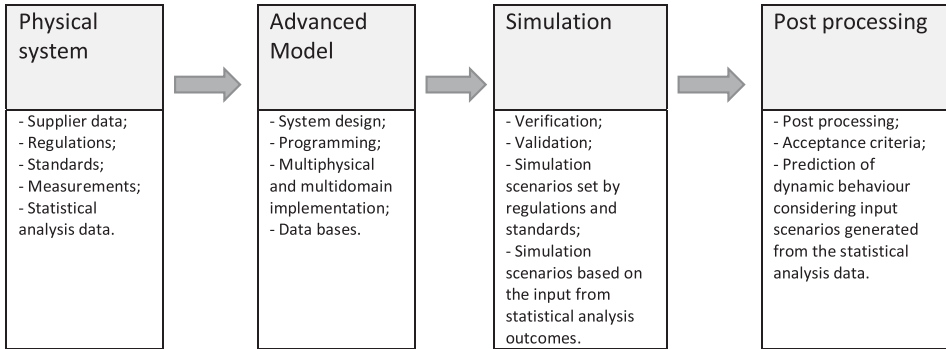 Physical
system
- Supplier data;
- Regulations;
- Standards;
- Measurements;
- Statistical
analysis data.
Advanced
Model
- System design;
- Programming;
- Multiphysical
and multidomain
implementation;
- Data bases.
Simulation
- Verification;
- Validation;
- Simulation
scenarios set by
regulations and
standards;
- Simulation
scenarios based on
the input from
statistical analysis
outcomes.
Post processing
- Post processing;
- Acceptance criteria;
- Prediction of
dynamic behaviour
considering input
scenarios generated
from the statistical
analysis data.